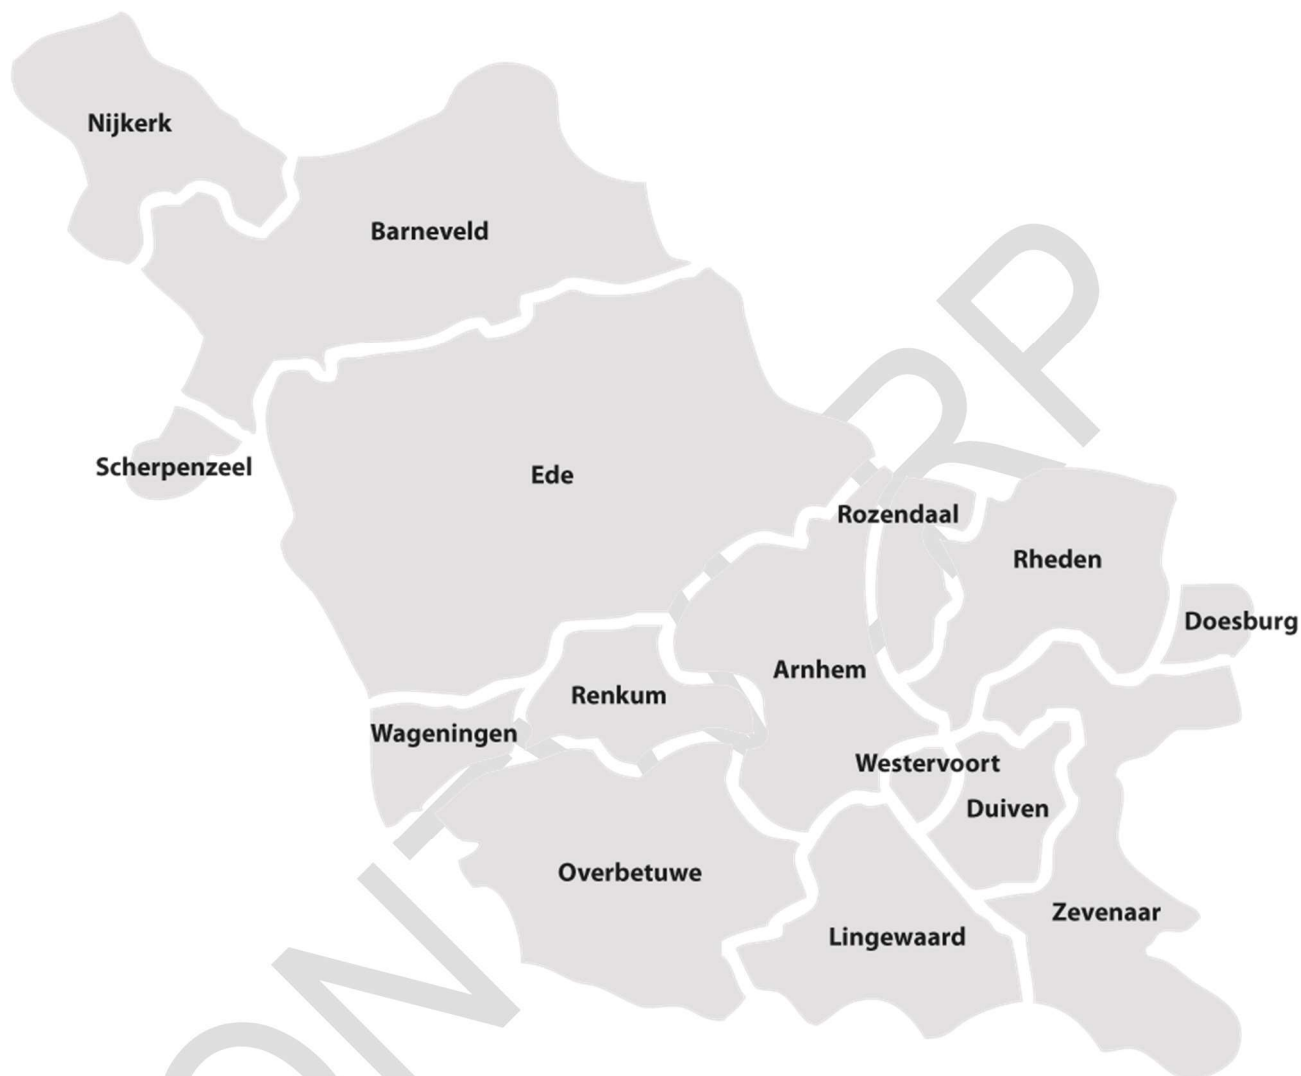 Nijkerk
Barneveld
Scherpenzeel
Ede
Rozendaal
Rheden
Doesburg
Arnhem
Renkum
Wageningen
Westervoort
Duiven
Overbetuwe
Zevenaar
Lingewaard